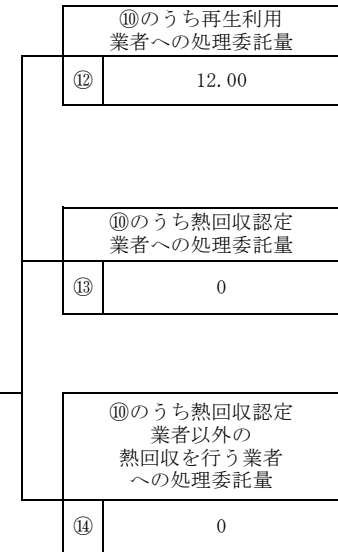 ⑩のうち再生利用
業者への処理委託量
⑫ 12.00
⑩のうち熱回収認定
業者への処理委託量
⑬ 0
⑩のうち熱回収認定
業者以外の
熱回収を行う業者
への処理委託量
⑭ 0